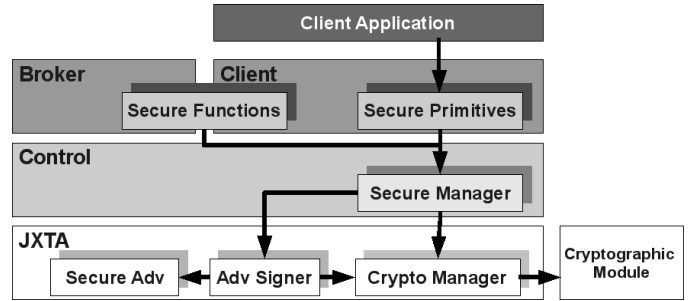 Client Application
Broker
Client
Secure Functions
Secure Primitives
Control
Secure Manager
JXTA
Secure Adv
Adv Signer
Crypto Manager
Cryptographic
Module